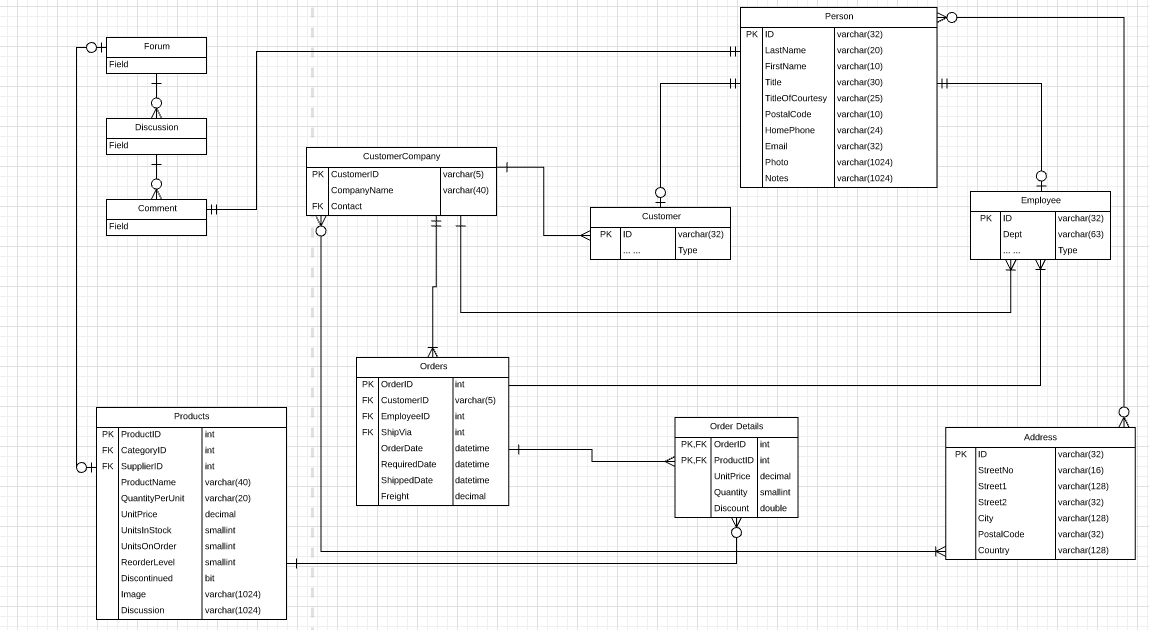 Forum
Field
Discussion
Field
Comment
Field
CustomerCompany
PK CustomerID varchar(5)
CompanyName varchar(40)
FK Contact
Person
PK ID varchar(32)
LastName varchar(20)
FirstName varchar(10)
Title varchar(30)
TitleOfCourtesy varchar(25)
PostalCode varchar(10)
HomePhone varchar(24)
Email varchar(32)
Photo varchar(1024)
Notes varchar(1024)
Customer
PK ID varchar(32)
... ... Type
Employee
PK ID varchar(32)
Dept varchar(63)
... ... Type
Orders
PK OrderID int
FK CustomerID varchar(5)
FK EmployeeID int
FK ShipVia int
OrderDate datetime
RequiredDate datetime
ShippedDate datetime
Freight decimal
Products
PK ProductID int
FK CategoryID int
FK SupplierID int
ProductName varchar(40)
QuantityPerUnit varchar(20)
UnitPrice decimal
UnitsInStock smallint
UnitsOnOrder smallint
ReorderLevel smallint
Discontinued bit
Image varchar(1024)
Discussion varchar(1024)
Order Details
PK,FK OrderID int
PK,FK ProductID int
UnitPrice decimal
Quantity smallint
Discount double
Address
PK ID varchar(32)
StreetNo varchar(16)
Street1 varchar(128)
Street2 varchar(32)
City varchar(128)
PostalCode varchar(32)
Country varchar(128)